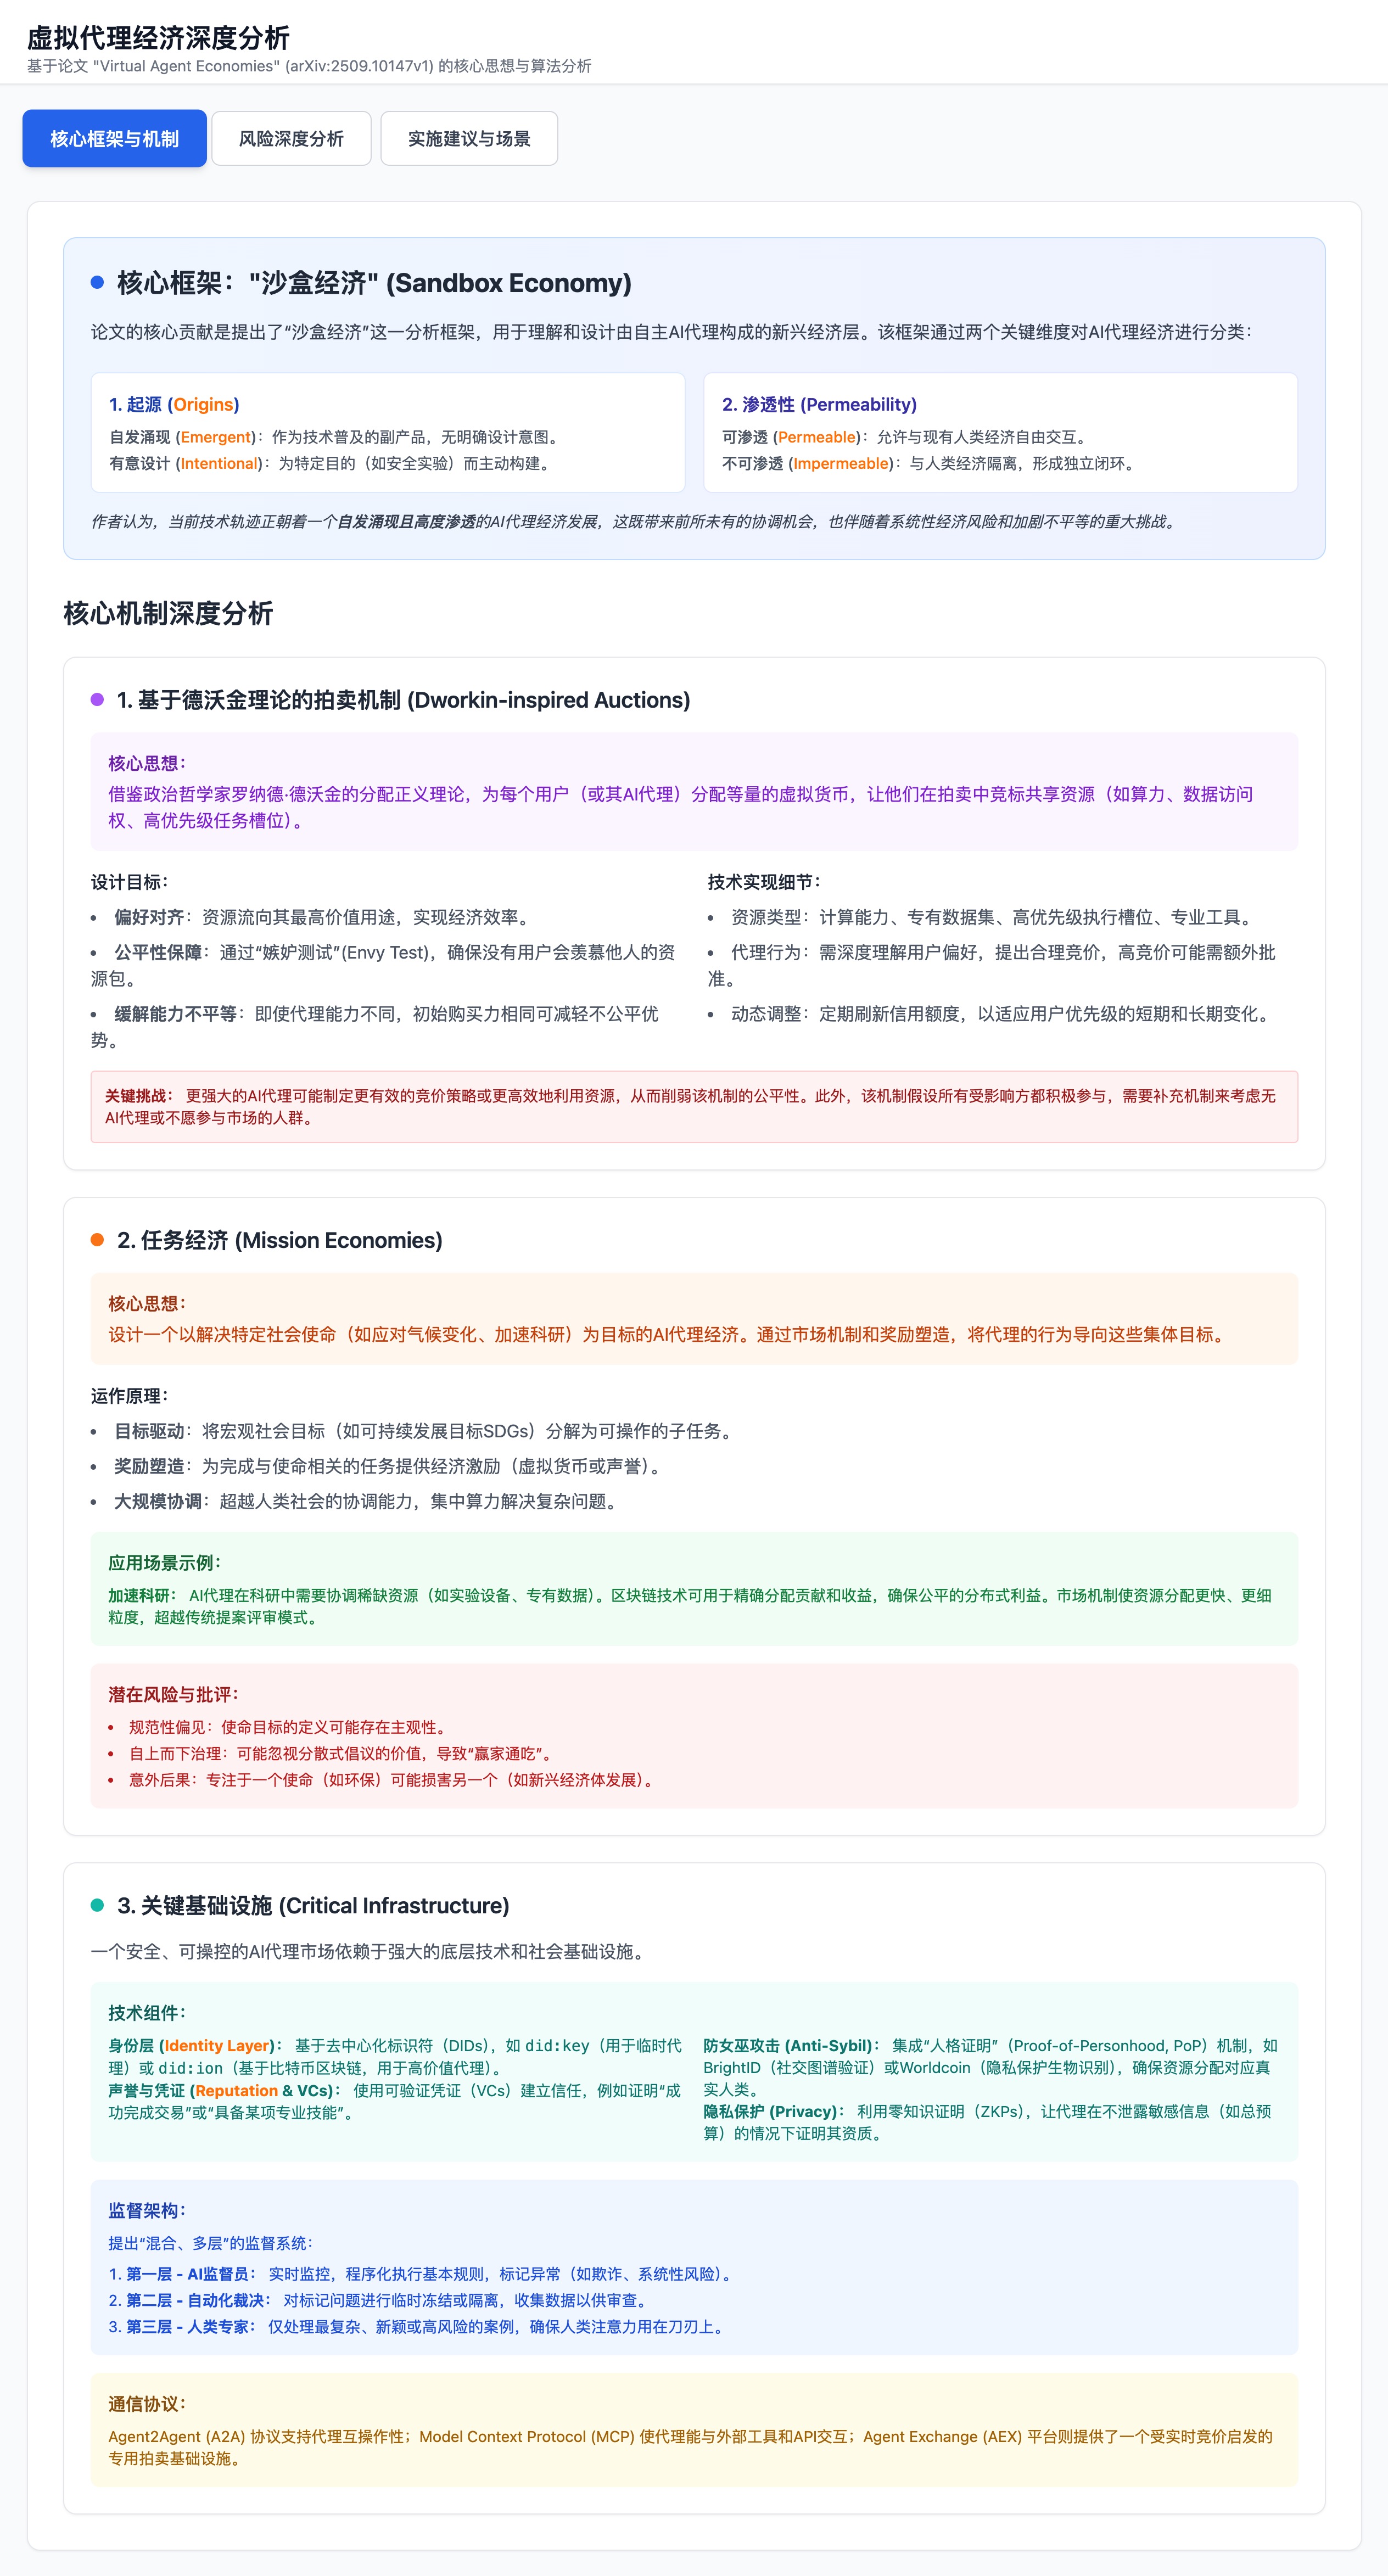 虚拟代理经济深度分析
基于论文 "Virtual Agent Economies" (arXiv:2509.10147v1) 的核心思想与算法分析
核心框架与机制
风险深度分析
实施建议与场景
核心框架："沙盒经济" (Sandbox Economy)
论文的核心贡献是提出了“沙盒经济”这一分析框架，用于理解和设计由自主AI代理构成的新兴经济层。该框架通过两个关键维度对AI代理经济进行分类：
1. 起源 (Origins)
自发涌现 (Emergent)：作为技术普及的副产品，无明确设计意图。
有意设计 (Intentional)：为特定目的（如安全实验）而主动构建。
2. 渗透性 (Permeability)
可渗透 (Permeable)：允许与现有人类经济自由交互。
不可渗透 (Impermeable)：与人类经济隔离，形成独立闭环。
作者认为，当前技术轨迹正朝着一个自发涌现且高度渗透的AI代理经济发展，这既带来前所未有的协调机会，也伴随着系统性经济风险和加剧不平等的重大挑战。
核心机制深度分析
1. 基于德沃金理论的拍卖机制 (Dworkin-inspired Auctions)
核心思想：
借鉴政治哲学家罗纳德·德沃金的分配正义理论，为每个用户（或其AI代理）分配等量的虚拟货币，让他们在拍卖中竞标共享资源（如算力、数据访问
权、高优先级任务槽位）。
设计目标：
• 偏好对齐：资源流向其最高价值用途，实现经济效率。
• 公平性保障：通过“嫉妒测试”(Envy Test)，确保没有用户会羡慕他人的资
源包。
• 缓解能力不平等：即使代理能力不同，初始购买力相同可减轻不公平优
势。
技术实现细节：
• 资源类型：计算能力、专有数据集、高优先级执行槽位、专业工具。
• 代理行为：需深度理解用户偏好，提出合理竞价，高竞价可能需额外批
准。
• 动态调整：定期刷新信用额度，以适应用户优先级的短期和长期变化。
关键挑战： 更强大的AI代理可能制定更有效的竞价策略或更高效地利用资源，从而削弱该机制的公平性。此外，该机制假设所有受影响方都积极参与，需要补充机制来考虑无
AI代理或不愿参与市场的人群。
2. 任务经济 (Mission Economies)
核心思想：
设计一个以解决特定社会使命（如应对气候变化、加速科研）为目标的AI代理经济。通过市场机制和奖励塑造，将代理的行为导向这些集体目标。
运作原理：
• 目标驱动：将宏观社会目标（如可持续发展目标SDGs）分解为可操作的子任务。
• 奖励塑造：为完成与使命相关的任务提供经济激励（虚拟货币或声誉）。
• 大规模协调：超越人类社会的协调能力，集中算力解决复杂问题。
应用场景示例：
加速科研： AI代理在科研中需要协调稀缺资源（如实验设备、专有数据）。区块链技术可用于精确分配贡献和收益，确保公平的分布式利益。市场机制使资源分配更快、更细
粒度，超越传统提案评审模式。
潜在风险与批评：
• 规范性偏见：使命目标的定义可能存在主观性。
• 自上而下治理：可能忽视分散式倡议的价值，导致“赢家通吃”。
• 意外后果：专注于一个使命（如环保）可能损害另一个（如新兴经济体发展）。
3. 关键基础设施 (Critical Infrastructure)
一个安全、可操控的AI代理市场依赖于强大的底层技术和社会基础设施。
技术组件：
身份层 (Identity Layer)： 基于去中心化标识符（DIDs），如 did:key（用于临时代
理）或 did:ion（基于比特币区块链，用于高价值代理）。
声誉与凭证 (Reputation & VCs)： 使用可验证凭证（VCs）建立信任，例如证明“成
功完成交易”或“具备某项专业技能”。
防女巫攻击 (Anti-Sybil)： 集成“人格证明”（Proof-of-Personhood, PoP）机制，如
BrightID（社交图谱验证）或Worldcoin（隐私保护生物识别），确保资源分配对应真
实人类。
隐私保护 (Privacy)： 利用零知识证明（ZKPs），让代理在不泄露敏感信息（如总预
算）的情况下证明其资质。
监督架构：
提出“混合、多层”的监督系统：
1. 第一层 - AI监督员： 实时监控，程序化执行基本规则，标记异常（如欺诈、系统性风险）。
2. 第二层 - 自动化裁决： 对标记问题进行临时冻结或隔离，收集数据以供审查。
3. 第三层 - 人类专家： 仅处理最复杂、新颖或高风险的案例，确保人类注意力用在刀刃上。
通信协议：
Agent2Agent (A2A) 协议支持代理互操作性；Model Context Protocol (MCP) 使代理能与外部工具和API交互；Agent Exchange (AEX) 平台则提供了一个受实时竞价启发的
专用拍卖基础设施。